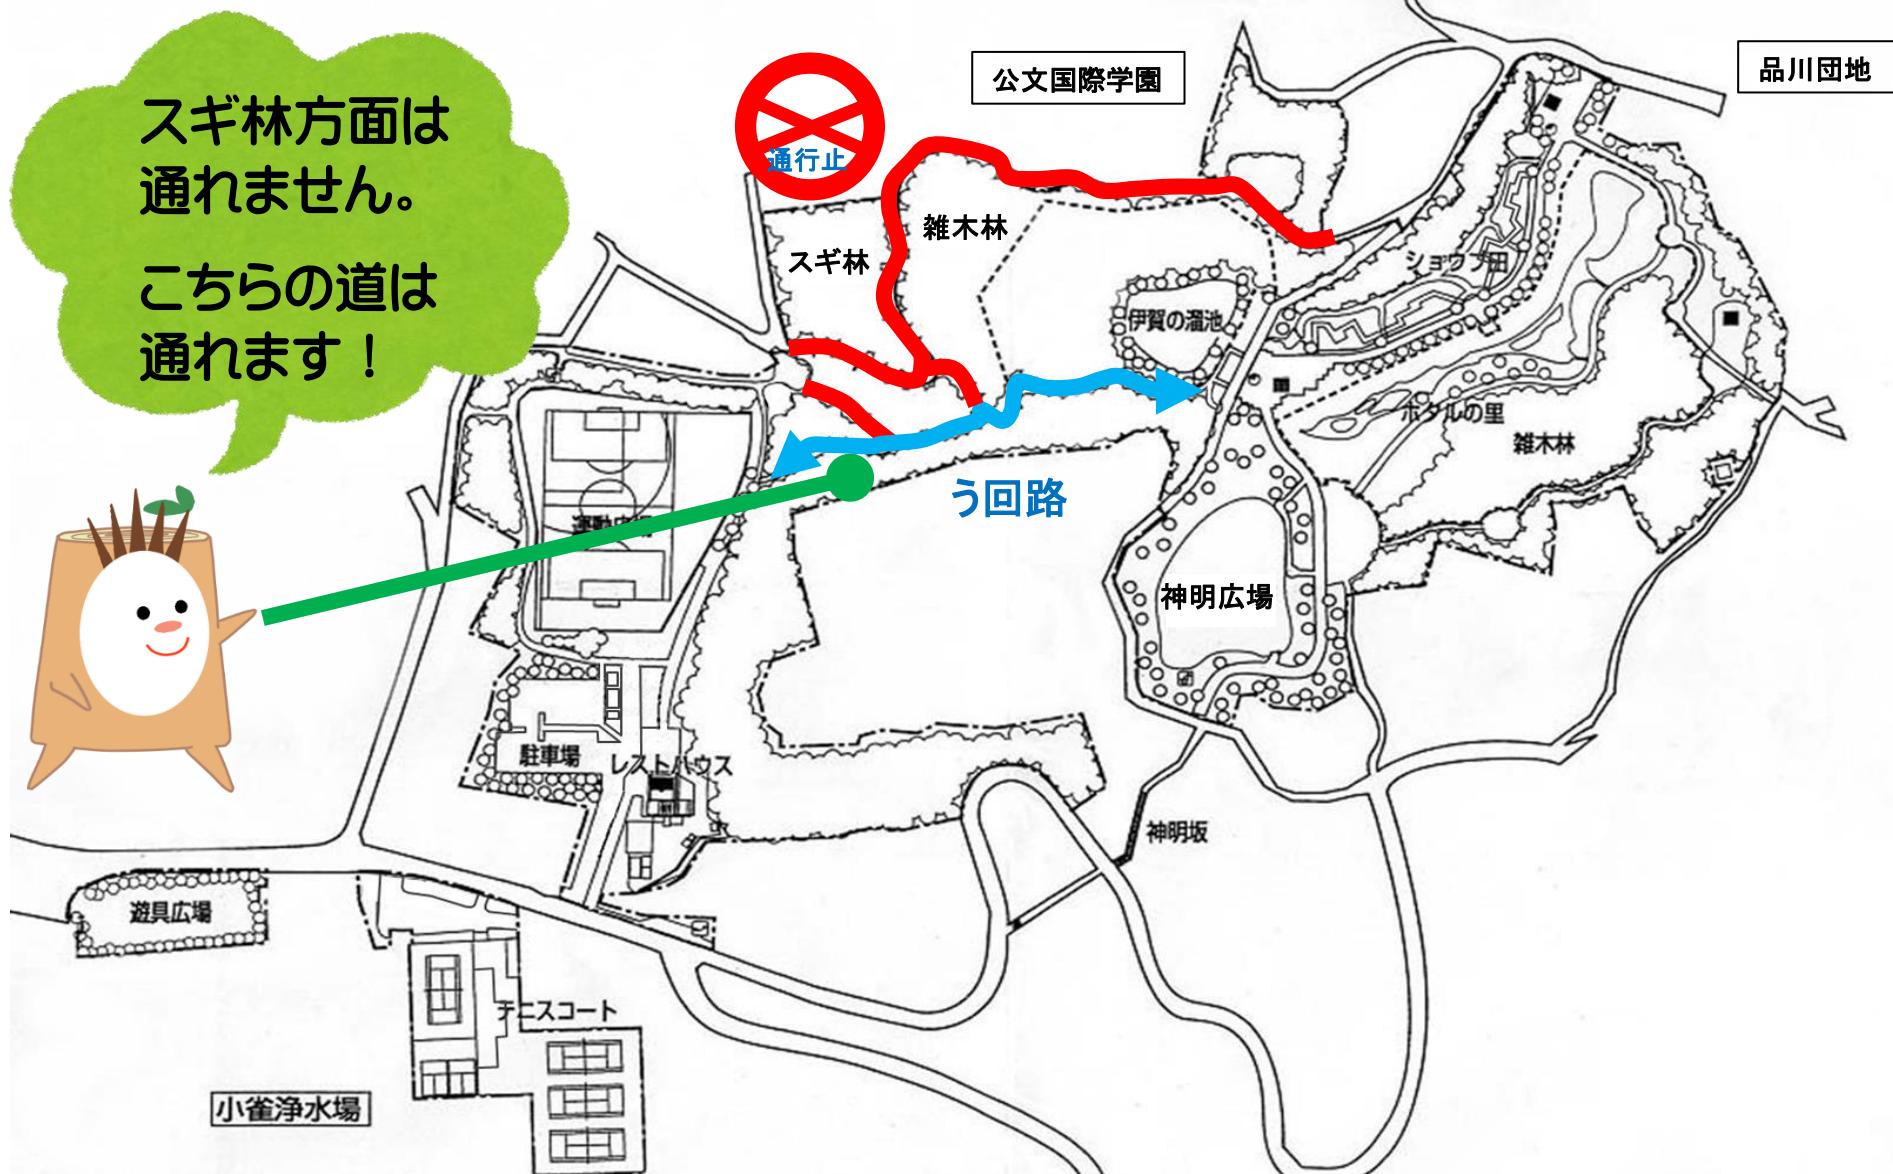 スギ林方面は
通れません。
こちらの道は
通れます！
通行止
公文国際学園
品川団地
雑木林
スギ林
ショウブ田
伊賀の溜池
ホタルの里
雑木林
う回路
運動広場
神明広場
駐車場
レストハウス
神明坂
遊具広場
テニスコート
小雀浄水場